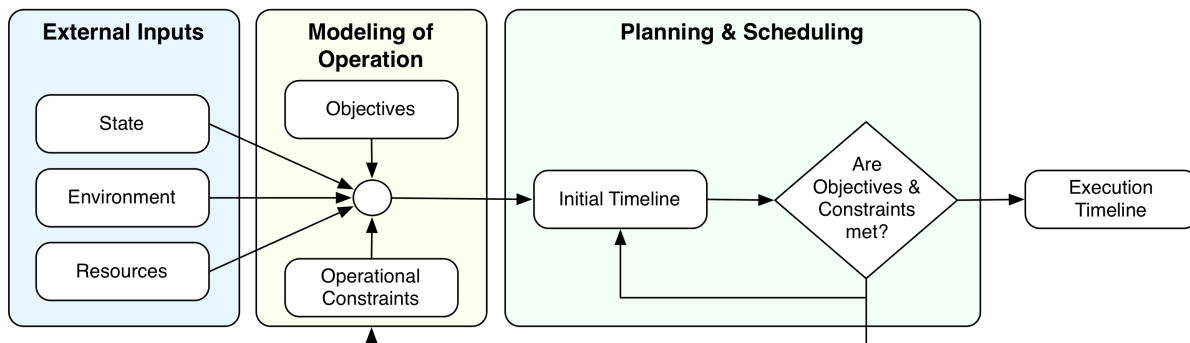 External Inputs
State
Environment
Resources
Modeling of
Operation
Objectives
Operational
Constraints
Planning & Scheduling
Initial Timeline
Are
Objectives &
Constraints
met?
Execution
Timeline